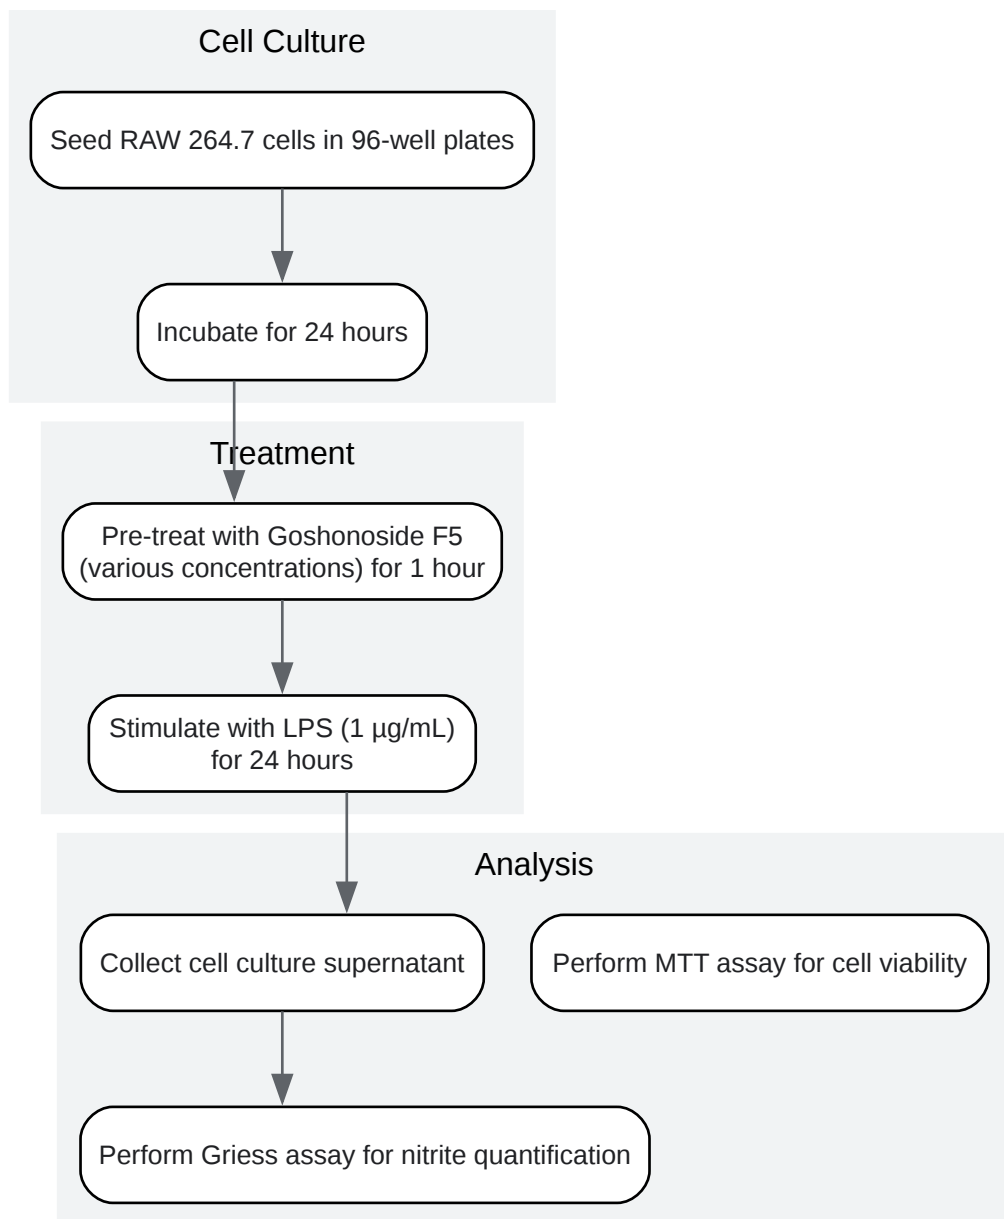 Cell Culture
Seed RAW 264.7 cells in 96-well plates
Incubate for 24 hours
Treatment
Pre-treat with Goshonoside F5
(various concentrations) for 1 hour
Stimulate with LPS (1 µg/mL)
for 24 hours
Analysis
Collect cell culture supernatant
Perform MTT assay for cell viability
Perform Griess assay for nitrite quantification